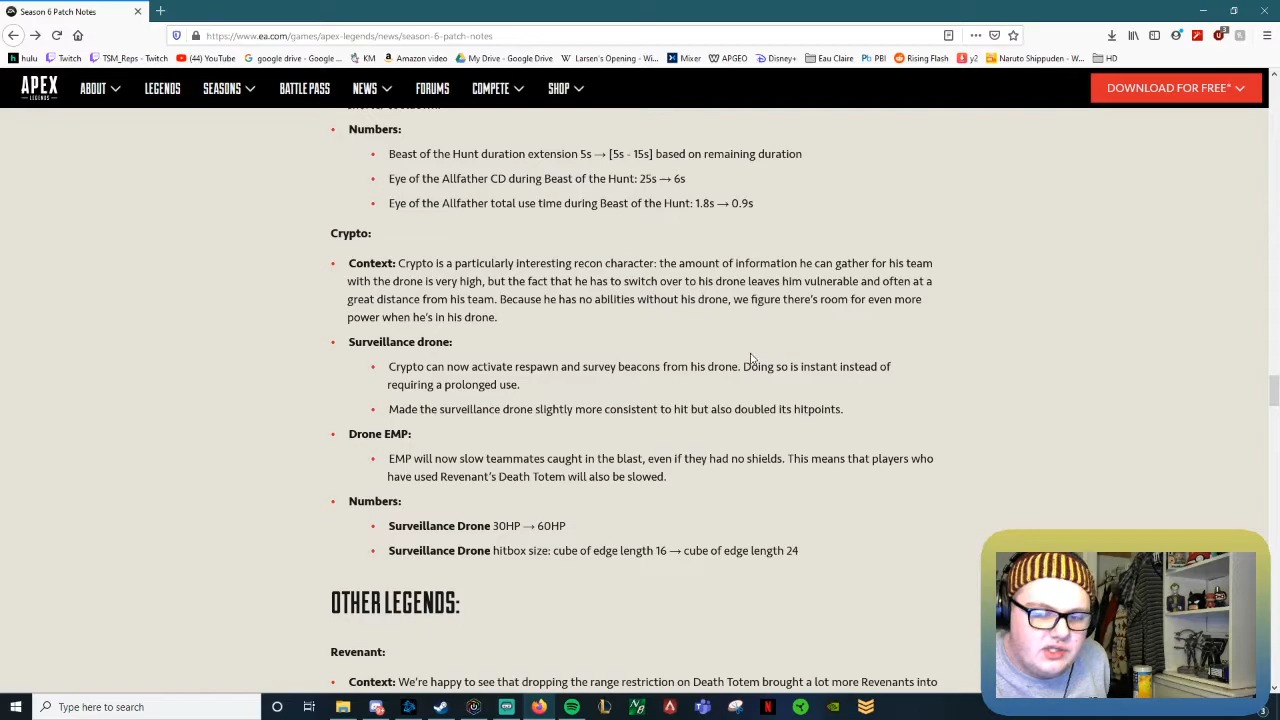 Season 6 Patch Notes
https://www.ea.com/games/apex-legends/news/season-6-patch-notes
hulu Twitch TSM_Reps - Twitch (44) YouTube google drive - Google ... KM Amazon video My Drive - Google Drive Larsen's Opening - Wi... Mixer APGEO Disney+ Eau Claire PBI Rising Flash y2 Naruto Shippuden - ... HD
APEX LEGENDS ABOUT LEGENDS SEASONS BATTLE PASS NEWS FORUMS COMPETE SHOP DOWNLOAD FOR FREE*
Numbers:
Beast of the Hunt duration extension 5s → [5s - 15s] based on remaining duration
Eye of the Allfather CD during Beast of the Hunt: 25s → 6s
Eye of the Allfather total use time during Beast of the Hunt: 1.8s → 0.9s
Crypto:
Context: Crypto is a particularly interesting recon character: the amount of information he can gather for his team
with the drone is very high, but the fact that he has to switch over to his drone leaves him vulnerable and often at a
great distance from his team. Because he has no abilities without his drone, we figure there's room for even more
power when he's in his drone.
Surveillance drone:
Crypto can now activate respawn and survey beacons from his drone. Doing so is instant instead of
requiring a prolonged use.
Made the surveillance drone slightly more consistent to hit but also doubled its hitpoints.
Drone EMP:
EMP will now slow teammates caught in the blast, even if they had no shields. This means that players who
have used Revenant's Death Totem will also be slowed.
Numbers:
Surveillance Drone 30HP → 60HP
Surveillance Drone hitbox size: cube of edge length 16 → cube of edge length 24
OTHER LEGENDS:
Revenant:
Context: We're happy to see that dropping the range restriction on Death Totem brought a lot more Revenants into
Type here to search